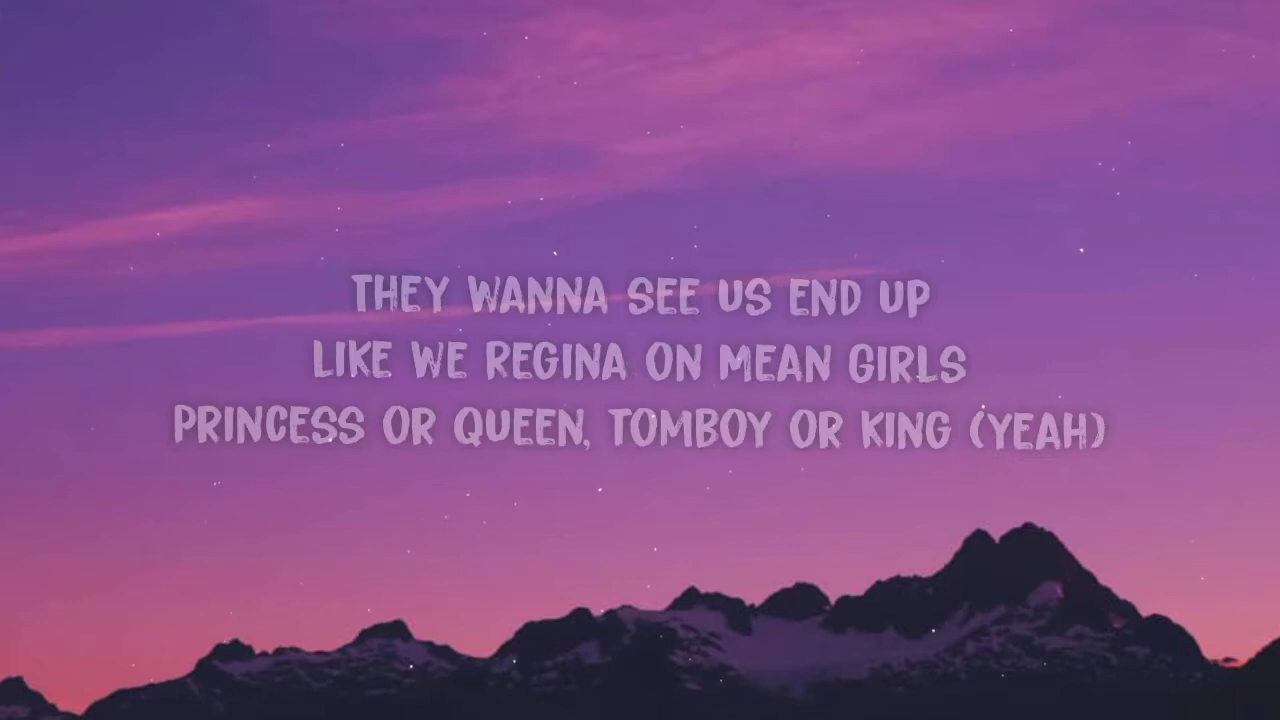 THEY WANNA SEE US END UP
LIKE WE REGINA ON MEAN GIRLS
PRINCESS OR QUEEN, TOMBOY OR KING (YEAH)